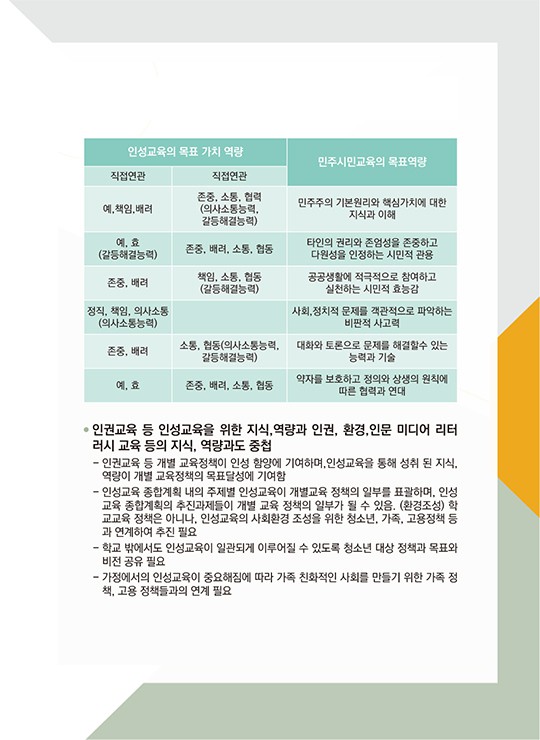 인성교육의 목표 가치 역량
민주시민교육의 목표역량
직접연관
직접연관
예,책임,배려
존중, 소통, 협력
(의사소통능력,
갈등해결능력)
민주주의 기본원리와 핵심가치에 대한
지식과 이해
예, 효
(갈등해결능력)
존중, 배려, 소통, 협동
타인의 권리와 존엄성을 존중하고
다원성을 인정하는 시민적 관용
존중, 배려
책임, 소통, 협동
(갈등해결능력)
공공생활에 적극적으로 참여하고
실천하는 시민적 효능감
정직, 책임, 의사소통
(의사소통능력)
사회,정치적 문제를 객관적으로 파악하는
비판적 사고력
존중, 배려
소통, 협동(의사소통능력,
갈등해결능력)
대화와 토론으로 문제를 해결할수 있는
능력과 기술
예, 효
존중, 배려, 소통, 협동
약자를 보호하고 정의와 상생의 원칙에
따른 협력과 연대
• 인권교육 등 인성교육을 위한 지식,역량과 인권, 환경,인문 미디어 리터
러시 교육 등의 지식, 역량과도 중첩
– 인권교육 등 개별 교육정책이 인성 함양에 기여하며,인성교육을 통해 성취 된 지식,
역량이 개별 교육정책의 목표달성에 기여함
– 인성교육 종합계획 내의 주제별 인성교육이 개별교육 정책의 일부를 포괄하며, 인성
교육 종합계획의 추진과제들이 개별 교육 정책의 일부가 될 수 있음. (환경조성) 학
교교육 정책은 아니나, 인성교육의 사회환경 조성을 위한 청소년, 가족, 고용정책 등
과 연계하여 추진 필요
– 학교 밖에서도 인성교육이 일관되게 이루어질 수 있도록 청소년 대상 정책과 목표와
비전 공유 필요
– 가정에서의 인성교육이 중요해짐에 따라 가족 친화적인 사회를 만들기 위한 가족 정
책, 고용 정책들과의 연계 필요